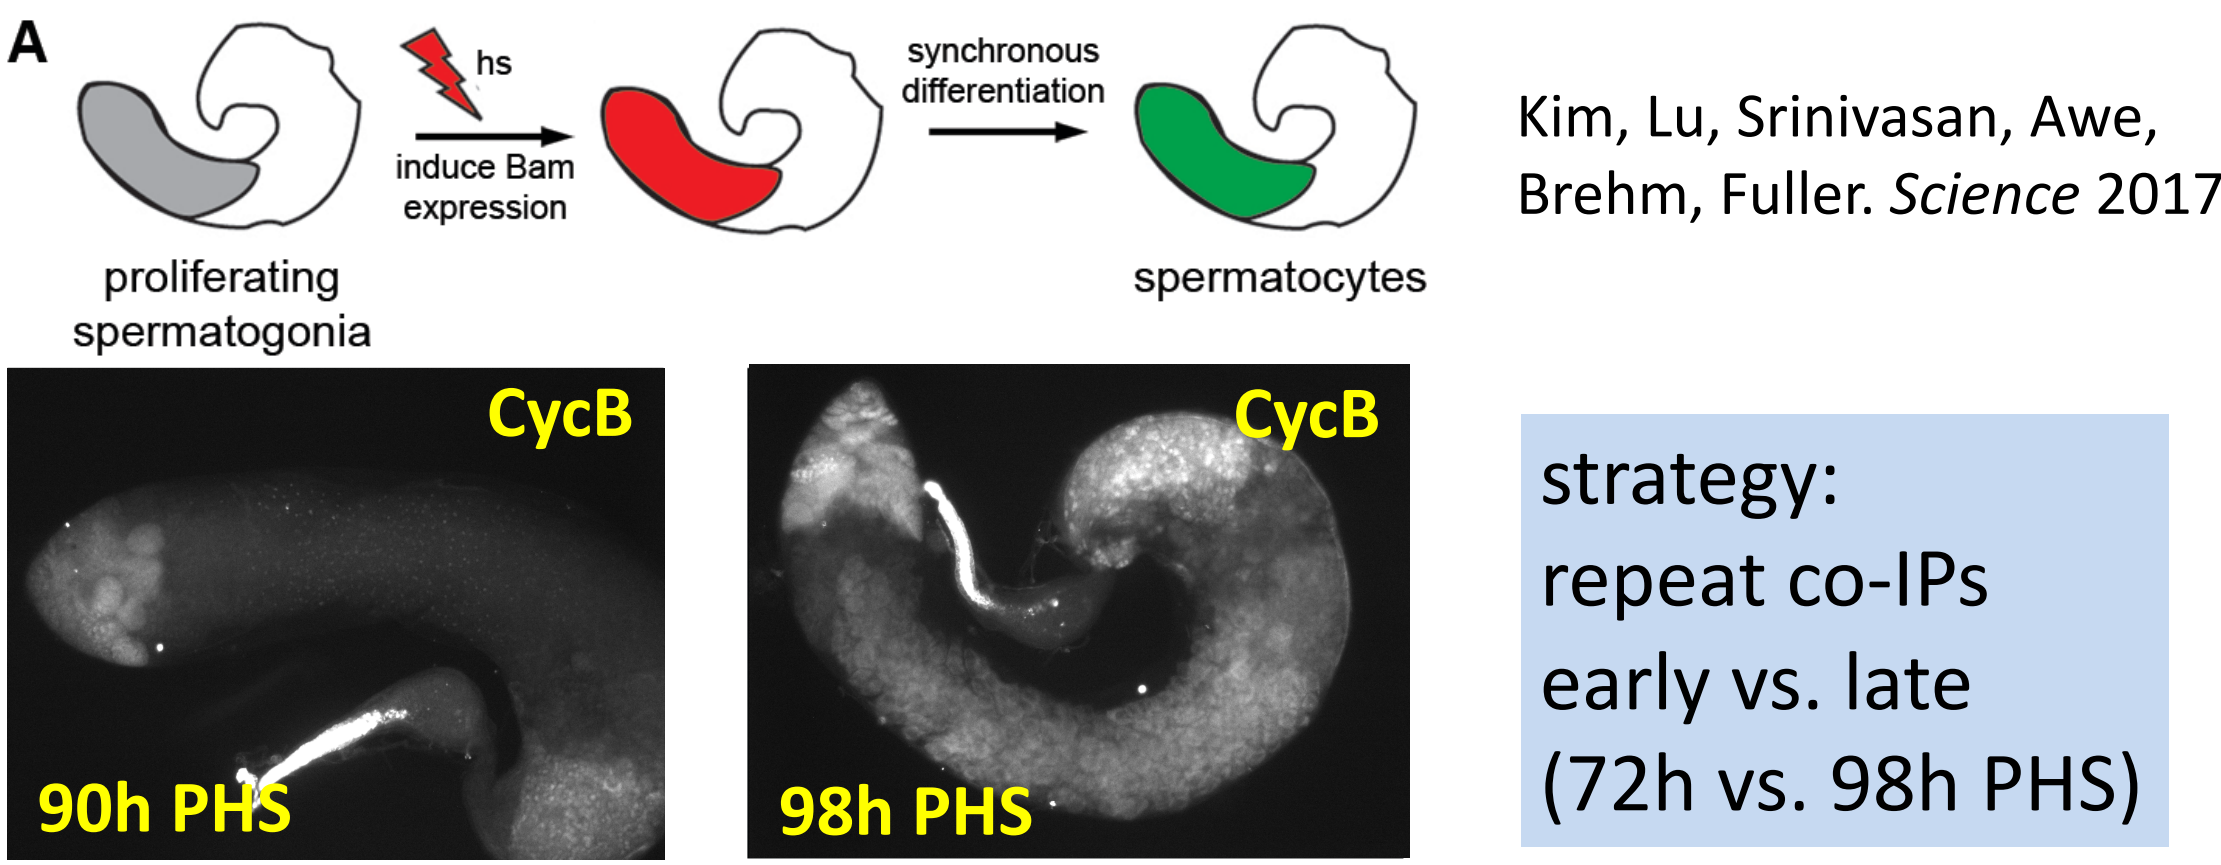 A
hs
induce Bam
expression
synchronous
differentiation
proliferating
spermatogonia
spermatocytes
Kim, Lu, Srinivasan, Awe,
Brehm, Fuller. Science 2017
CycB
90h PHS
CycB
98h PHS
strategy:
repeat co-IPs
early vs. late
(72h vs. 98h PHS)